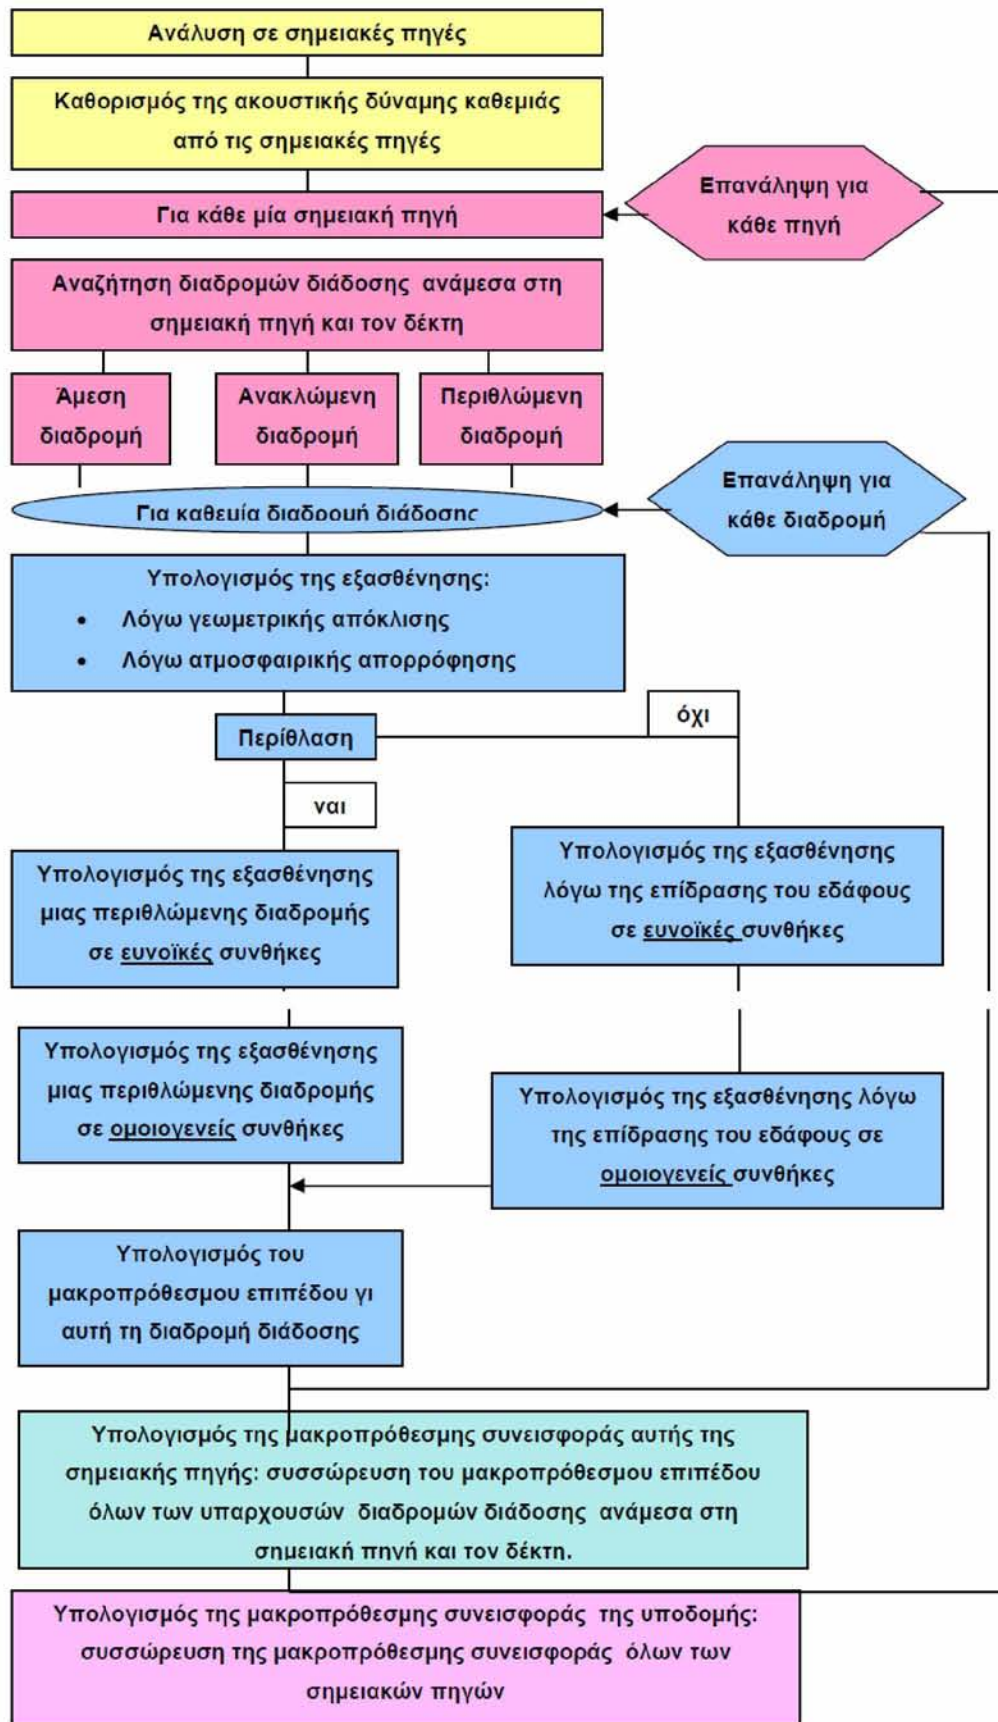 Ανάλυση σε σημειακές πηγές
Καθορισμός της ακουστικής δύναμης καθεμιάς
από τις σημειακές πηγές
Επανάληψη για
κάθε πηγή
Για κάθε μία σημειακή πηγή
Αναζήτηση διαδρομών διάδοσης ανάμεσα στη
σημειακή πηγή και τον δέκτη
Άμεση
διαδρομή
Ανακλώμενη
διαδρομή
Περιθλώμενη
διαδρομή
Επανάληψη για
κάθε διαδρομή
Για καθεμία διαδρομή διάδοσης
Υπολογισμός της εξασθένησης:
• Λόγω γεωμετρικής απόκλισης
• Λόγω ατμοσφαιρικής απορρόφησης
όχι
Περίθλαση
ναι
Υπολογισμός της εξασθένησης
μιας περιθλώμενης διαδρομής
σε ευνοϊκές συνθήκες
Υπολογισμός της εξασθένησης
λόγω της επίδρασης του εδάφους
σε ευνοϊκές συνθήκες
Υπολογισμός της εξασθένησης
μιας περιθλώμενης διαδρομής
σε ομοιογενείς συνθήκες
Υπολογισμός της εξασθένησης λόγω
της επίδρασης του εδάφους σε
ομοιογενείς συνθήκες
Υπολογισμός του
μακροπρόθεσμου επιπέδου γι
αυτή τη διαδρομή διάδοσης
Υπολογισμός της μακροπρόθεσμης συνεισφοράς αυτής της
σημειακής πηγής: συσσώρευση του μακροπρόθεσμου επιπέδου
όλων των υπαρχουσών διαδρομών διάδοσης ανάμεσα στη
σημειακή πηγή και τον δέκτη.
Υπολογισμός της μακροπρόθεσμης συνεισφοράς της υποδομής:
συσσώρευση της μακροπρόθεσμης συνεισφοράς όλων των
σημειακών πηγών